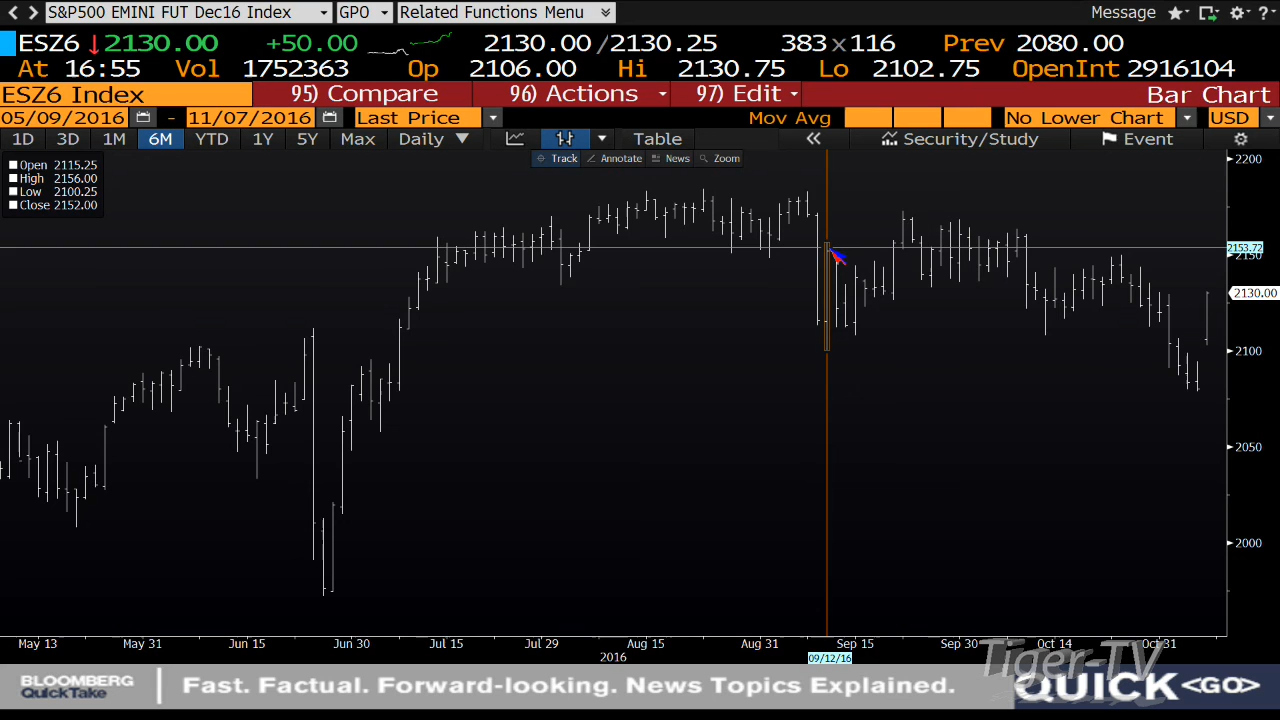 S&P500 EMINI FUT Dec16 Index GPO Related Functions Menu Message ?
ESZ6 ↓2130.00 +50.00 2130.00/2130.25 383x116 Prev 2080.00
At 16:55 Vol 1752363 Op 2106.00 Hi 2130.75 Lo 2102.75 OpenInt 2916104
ESZ6 Index 95) Compare 96) Actions 97) Edit Bar Chart
05/09/2016 - 11/07/2016 Last Price Mov Avg No Lower Chart USD
1D 3D 1M 6M YTD 1Y 5Y Max Daily Table Security/Study Event
Track Annotate News Zoom
Open 2115.25
High 2156.00
Low 2100.25
Close 2152.00
2200
2153.72
2150
2130.00
2100
2050
2000
May 13 May 31 Jun 15 Jun 30 Jul 15 Jul 29 Aug 15 Aug 31 Sep 15 Sep 30 Oct 14 Oct 31
2016 09/12/16
Tiger-TV
BLOOMBERG
QuickTake
Fast. Factual. Forward-looking. News Topics Explained.
QUICK <GO>